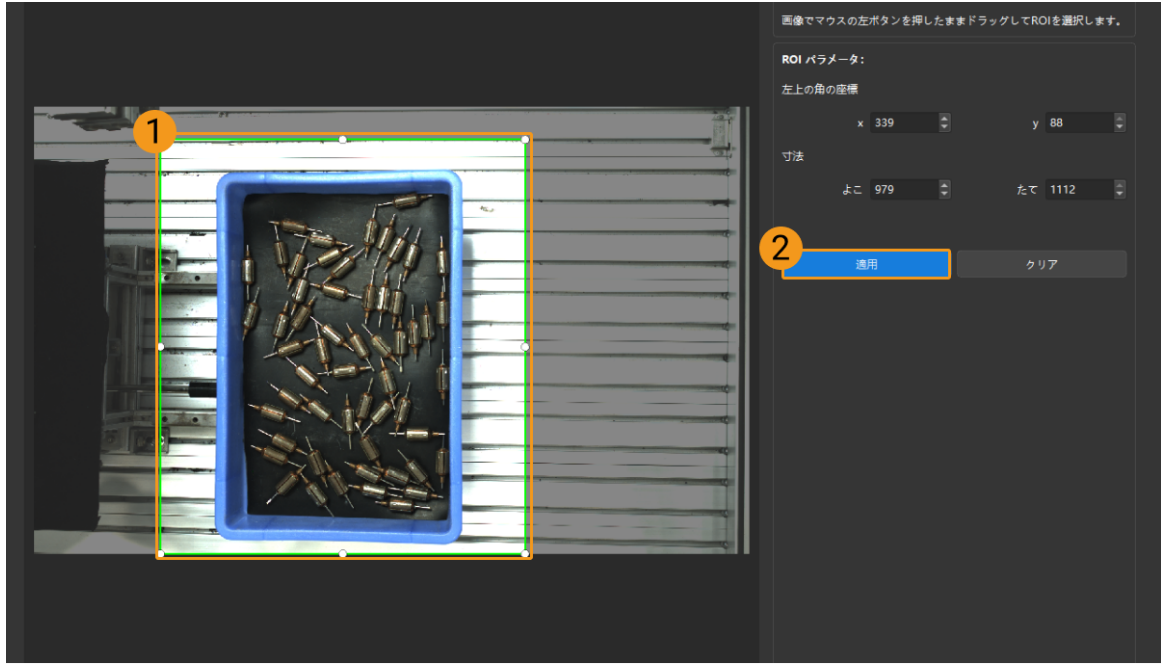 画像でマウスの左ボタンを押したままドラッグしてROIを選択します。
ROI パラメータ：
左上の角の座標
x 339 y 88
寸法
よこ 979 たて 1112
適用 クリア
1
2